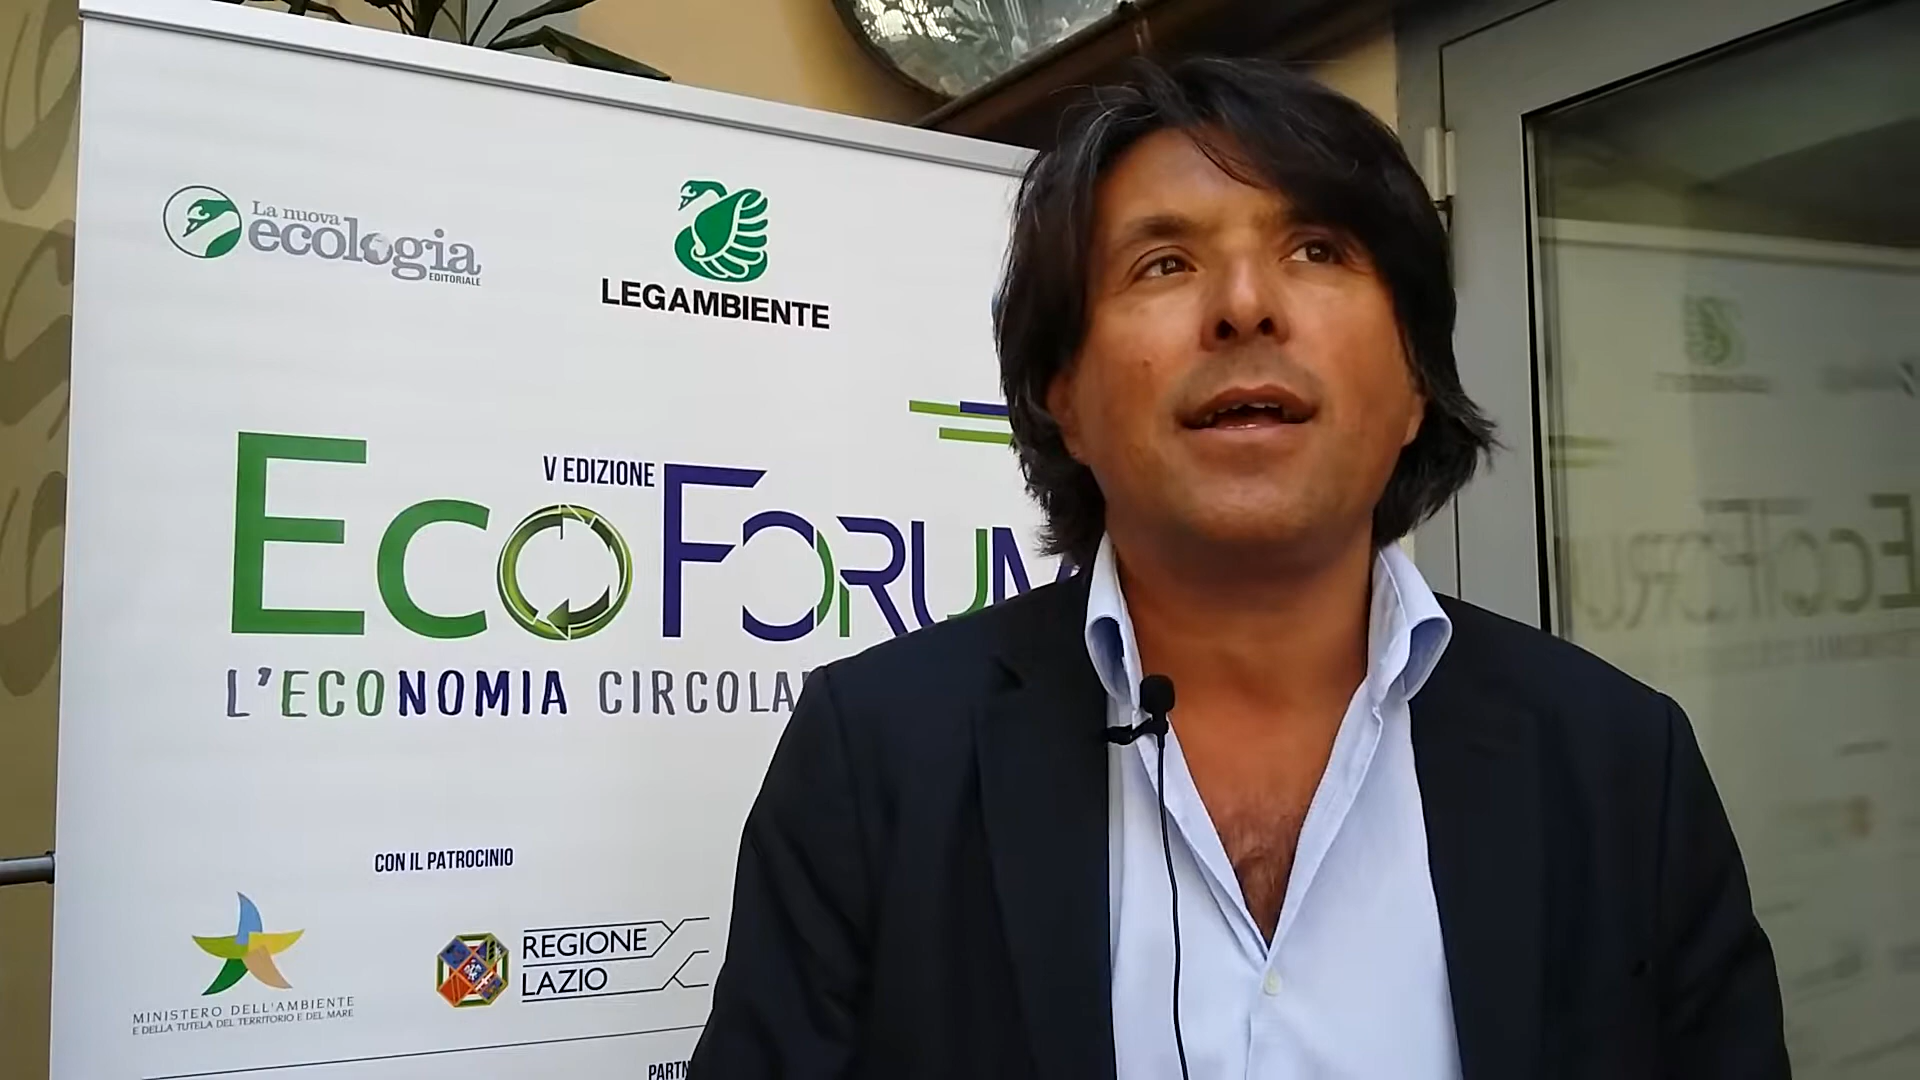 La nuova
ecologia
EDITORIALE
LEGAMBIENTE
V EDIZIONE
ECOFORUM
L'ECONOMIA CIRCOLA
CON IL PATROCINIO
MINISTERO DELL'AMBIENTE
E DELLA TUTELA DEL TERRITORIO E DEL MARE
REGIONE
LAZIO
PARTN